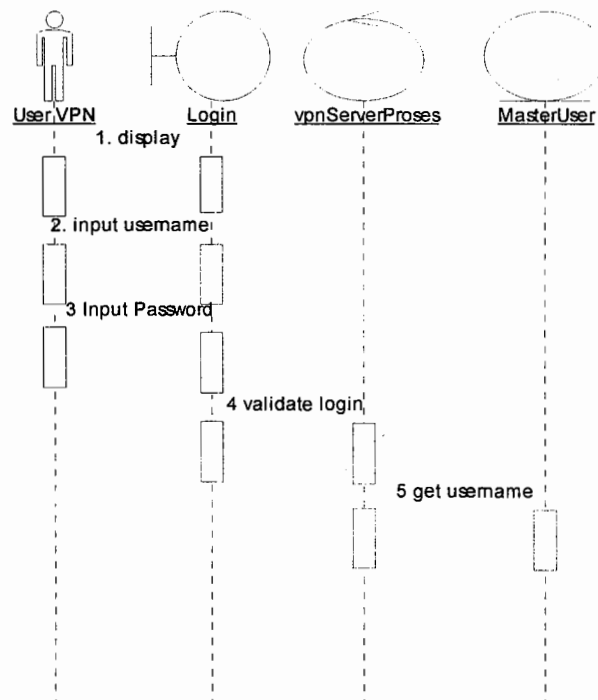 User VPN
Login
vpnServerProses
MasterUser
1. display
2. input username
3 Input Password
4 validate login
5 get username